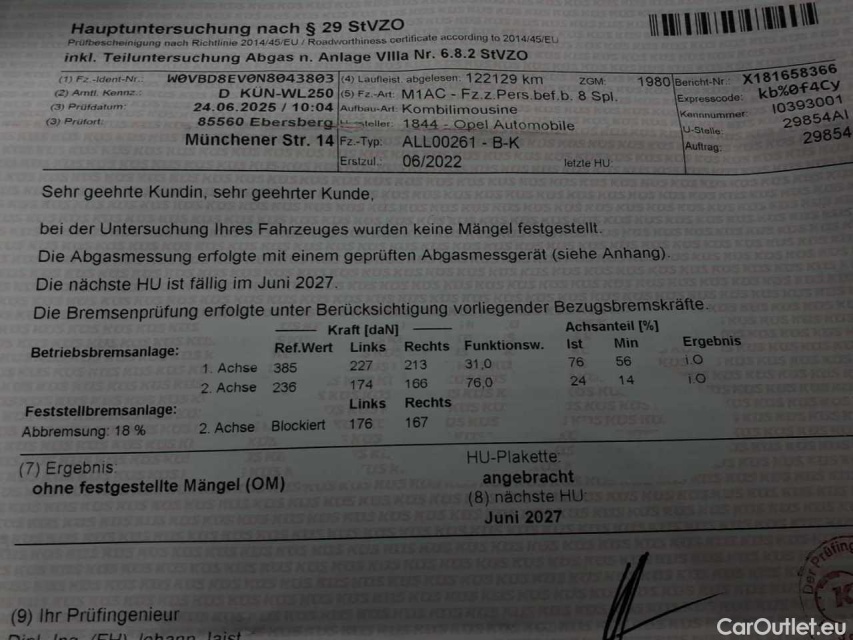 Hauptuntersuchung nach § 29 StVZO
Prüfbescheinigung nach Richtlinie 2014/45/EU / Roadworthiness certificate according to 2014/45/EU
inkl. Teiluntersuchung Abgas n. Anlage VIIIa Nr. 6.8.2 StVZO
(1) Fz.-Ident-Nr.: W0VBD8EV0N8043803 (4) Laufleist. abgelesen: 122129 km ZGM: 1980 Bericht-Nr.: X181658366
(2) Amtl. Kennz.: D KÜN-WL250 (5) Fz.-Art: M1AC - Fz.z.Pers.bef.b. 8 Spl. Expresscode: kb%0f4Cy
(3) Prüfdatum: 24.06.2025 / 10:04 Aufbau-Art: Kombilimousine Kennnummer: I0393001
(3) Prüfort: 85560 Ebersberg Hersteller: 1844 - Opel Automobile U-Stelle: 29854AI
Münchener Str. 14 Fz.-Typ: ALL00261 - B-K Auftrag: 29854
Erstzul.: 06/2022 letzte HU:
Sehr geehrte Kundin, sehr geehrter Kunde,
bei der Untersuchung Ihres Fahrzeuges wurden keine Mängel festgestellt.
Die Abgasmessung erfolgte mit einem geprüften Abgasmessgerät (siehe Anhang).
Die nächste HU ist fällig im Juni 2027.
Die Bremsenprüfung erfolgte unter Berücksichtigung vorliegender Bezugsbremskräfte.
Kraft [daN] Achsanteil [%]
Betriebsbremsanlage: Ref.Wert Links Rechts Funktionsw. Ist Min Ergebnis
1. Achse 385 227 213 31,0 76 56 i.O
2. Achse 236 174 166 76,0 24 14 i.O
Feststellbremsanlage: Links Rechts
Abbremsung: 18 % 2. Achse Blockiert 176 167
(7) Ergebnis: HU-Plakette:
ohne festgestellte Mängel (OM) angebracht
(8) nächste HU
Juni 2027
Der Prüfing
(9) Ihr Prüfingenieur
CarOutlet.eu